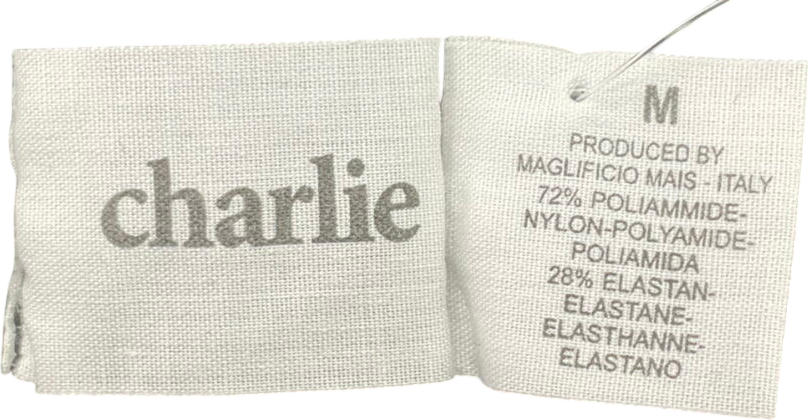 charlie
M
PRODUCED BY
MAGLIFICIO MAIS - ITALY
72% POLIAMMIDE-
NYLON-POLYAMIDE-
POLIAMIDA
28% ELASTAN-
ELASTANE-
ELASTHANNE-
ELASTANO